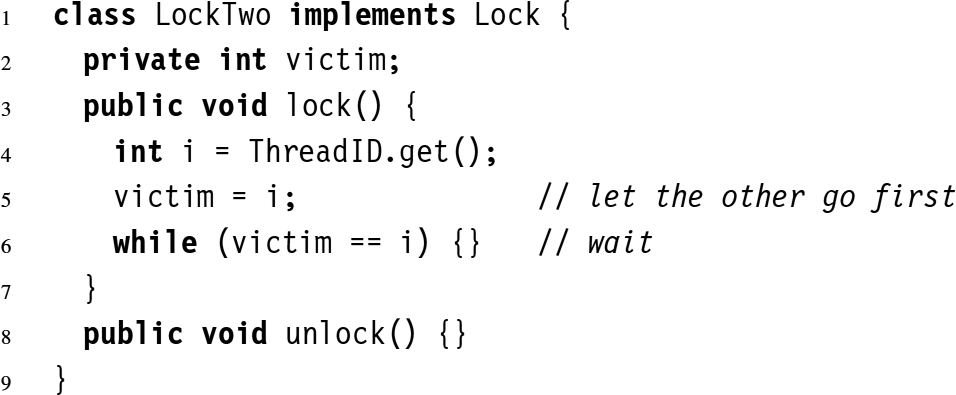 1 class LockTwo implements Lock {
2 private int victim;
3 public void lock() {
4 int i = ThreadID.get();
5 victim = i; // let the other go first
6 while (victim == i) {} // wait
7 }
8 public void unlock() {}
9 }